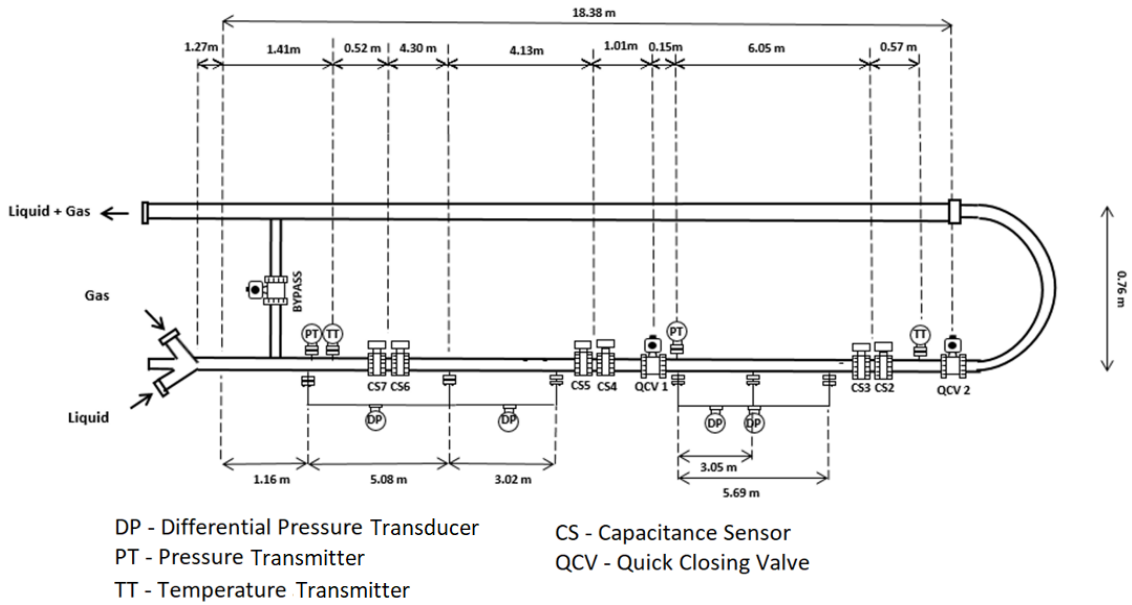 18.38 m
1.27m 1.41m 0.52 m 4.30 m 4.13m 1.01m 0.15m 6.05 m 0.57 m
Liquid + Gas
0.76 m
Gas
BYPASS
PT TT PT TT
CS7 CS6 CS5 CS4 QCV 1 CS3 CS2 QCV 2
Liquid
DP DP DP DP
3.05 m
1.16 m 5.08 m 3.02 m 5.69 m
DP - Differential Pressure Transducer
PT - Pressure Transmitter
TT - Temperature Transmitter
CS - Capacitance Sensor
QCV - Quick Closing Valve